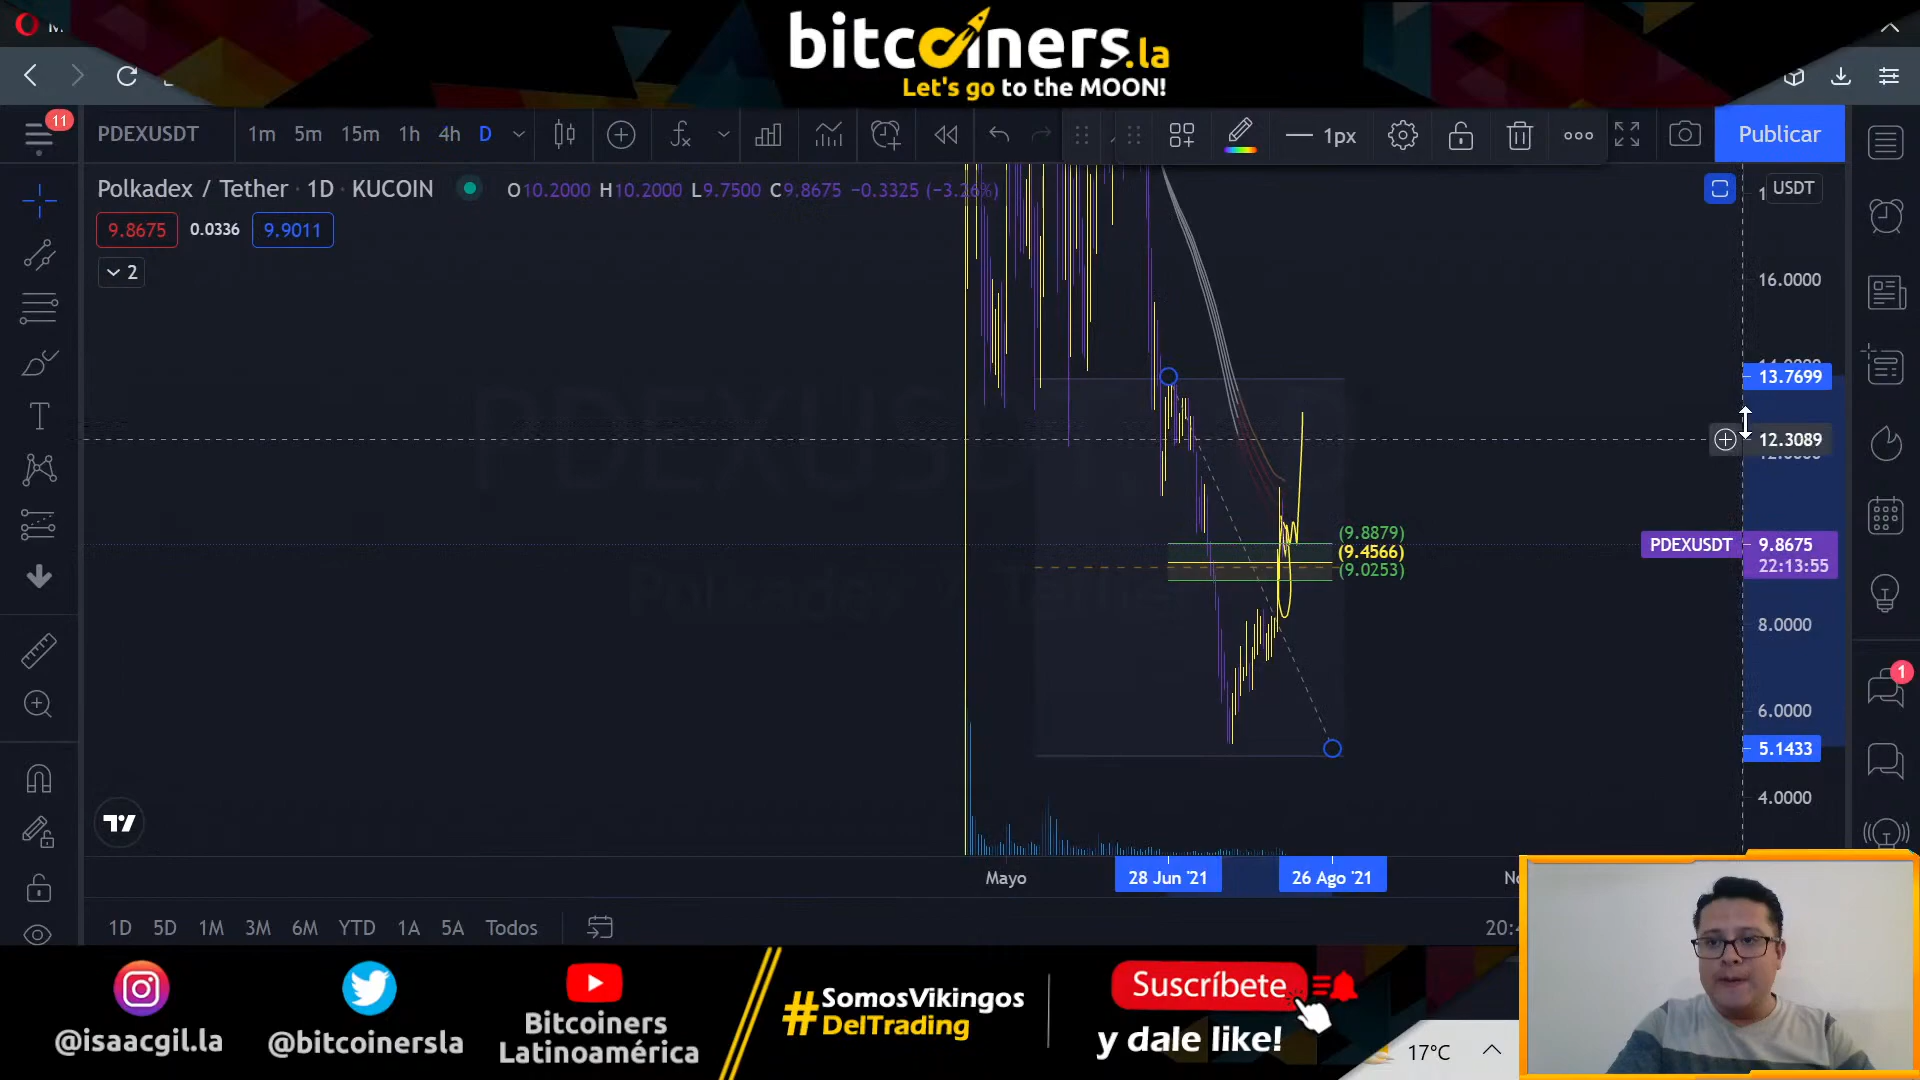 bitcoiners.la
Let's go to the MOON!
11
PDEXUSDT
1m 5m 15m 1h 4h D
1px
Publicar
Polkadex / Tether · 1D · KUCOIN
O10.2000 H10.2000 L9.7500 C9.8675 −0.3325 (−3.26%)
USDT
9.8675 0.0336 9.9011
2
16.0000
13.7699
12.3089
(9.8879)
(9.4566)
(9.0253)
PDEXUSDT 9.8675
22:13:55
8.0000
6.0000
5.1433
4.0000
1
Mayo 28 Jun '21 26 Ago '21
1D 5D 1M 3M 6M YTD 1A 5A Todos
@isaacgil.la
@bitcoinersla
Bitcoiners
Latinoamérica
#SomosVikingos
DelTrading
Suscríbete
y dale like!
17°C